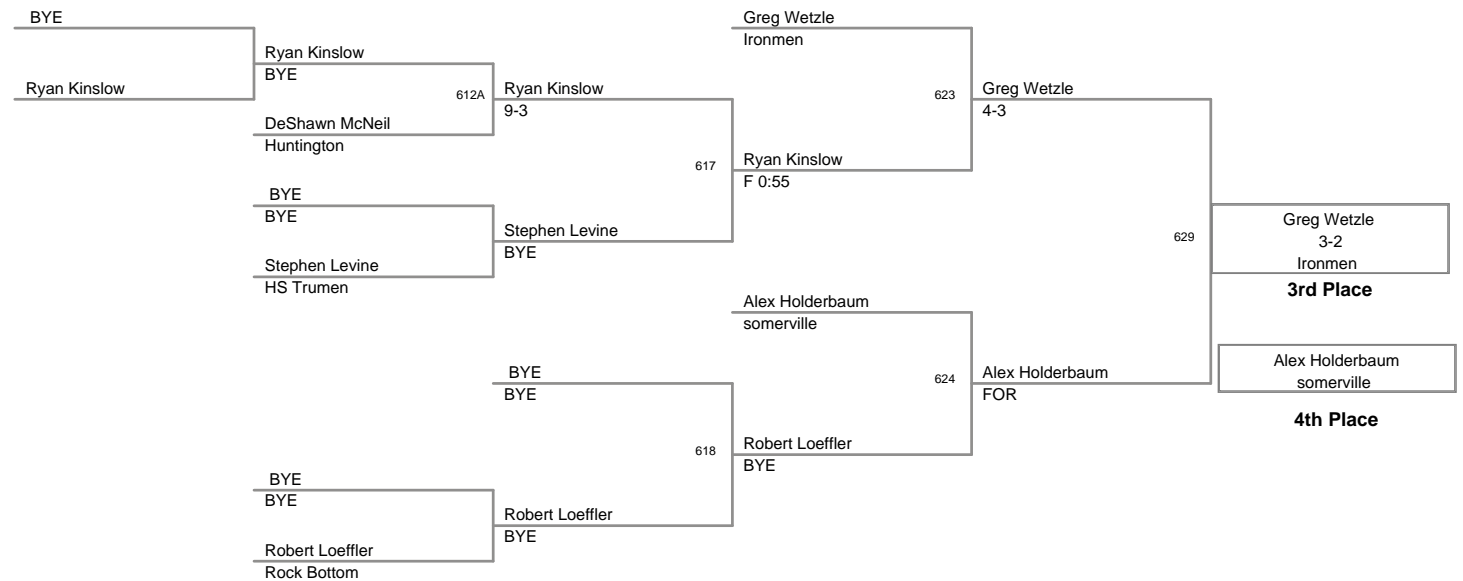 BYE
Ryan Kinslow
Ryan Kinslow
BYE
DeShawn McNeil
Huntington
612A
Ryan Kinslow
9-3
BYE
BYE
Stephen Levine
HS Trumen
Stephen Levine
BYE
617
Ryan Kinslow
F 0:55
Greg Wetzle
Ironmen
623
Greg Wetzle
4-3
BYE
BYE
Robert Loeffler
Rock Bottom
Robert Loeffler
BYE
BYE
BYE
618
Robert Loeffler
BYE
Alex Holderbaum
somerville
624
Alex Holderbaum
FOR
629
Greg Wetzle
3-2
Ironmen
3rd Place
Alex Holderbaum
somerville
4th Place